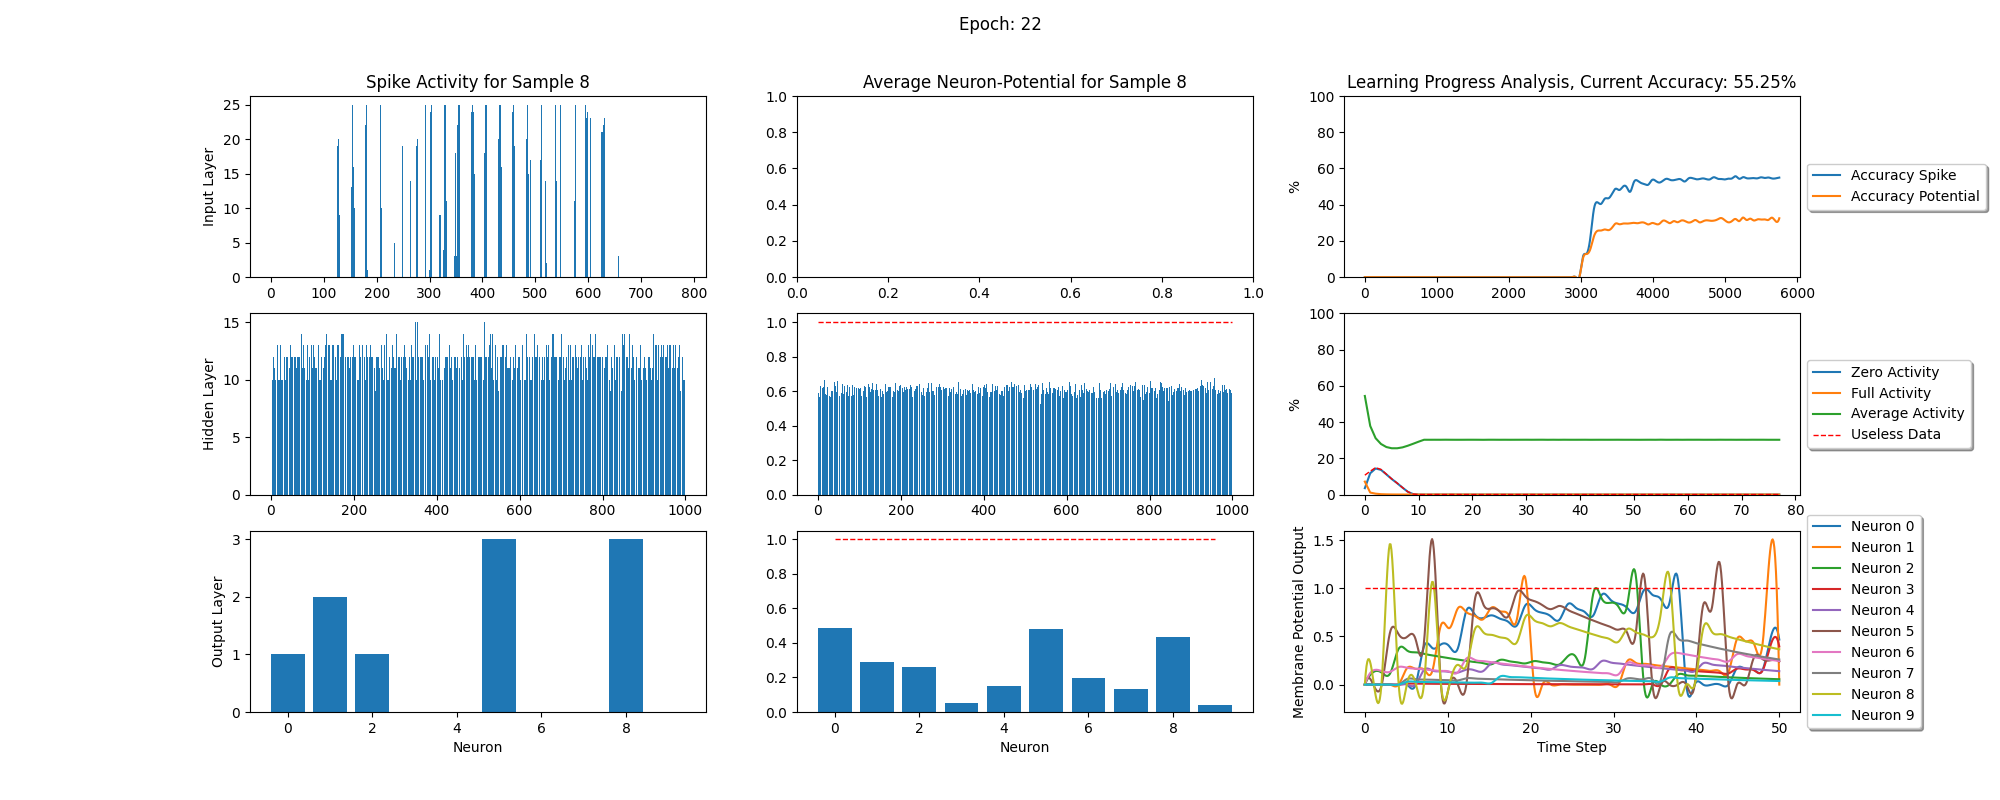 Epoch: 22
Spike Activity for Sample 8
Average Neuron-Potential for Sample 8
Learning Progress Analysis, Current Accuracy: 55.25%
Input Layer
25
20
15
10
5
0
0 100 200 300 400 500 600 700 800
1.0
0.8
0.6
0.4
0.2
0.0
0.0 0.2 0.4 0.6 0.8 1.0
%
100
80
60
40
20
0
0 1000 2000 3000 4000 5000 6000
Accuracy Spike
Accuracy Potential
Hidden Layer
15
10
5
0
0 200 400 600 800 1000
1.0
0.8
0.6
0.4
0.2
0.0
0 200 400 600 800 1000
%
100
80
60
40
20
0
0 10 20 30 40 50 60 70 80
Zero Activity
Full Activity
Average Activity
Useless Data
Output Layer
3
2
1
0
0 2 4 6 8
Neuron
1.0
0.8
0.6
0.4
0.2
0.0
0 2 4 6 8
Neuron
Membrane Potential Output
1.5
1.0
0.5
0.0
0 10 20 30 40 50
Time Step
Neuron 0
Neuron 1
Neuron 2
Neuron 3
Neuron 4
Neuron 5
Neuron 6
Neuron 7
Neuron 8
Neuron 9